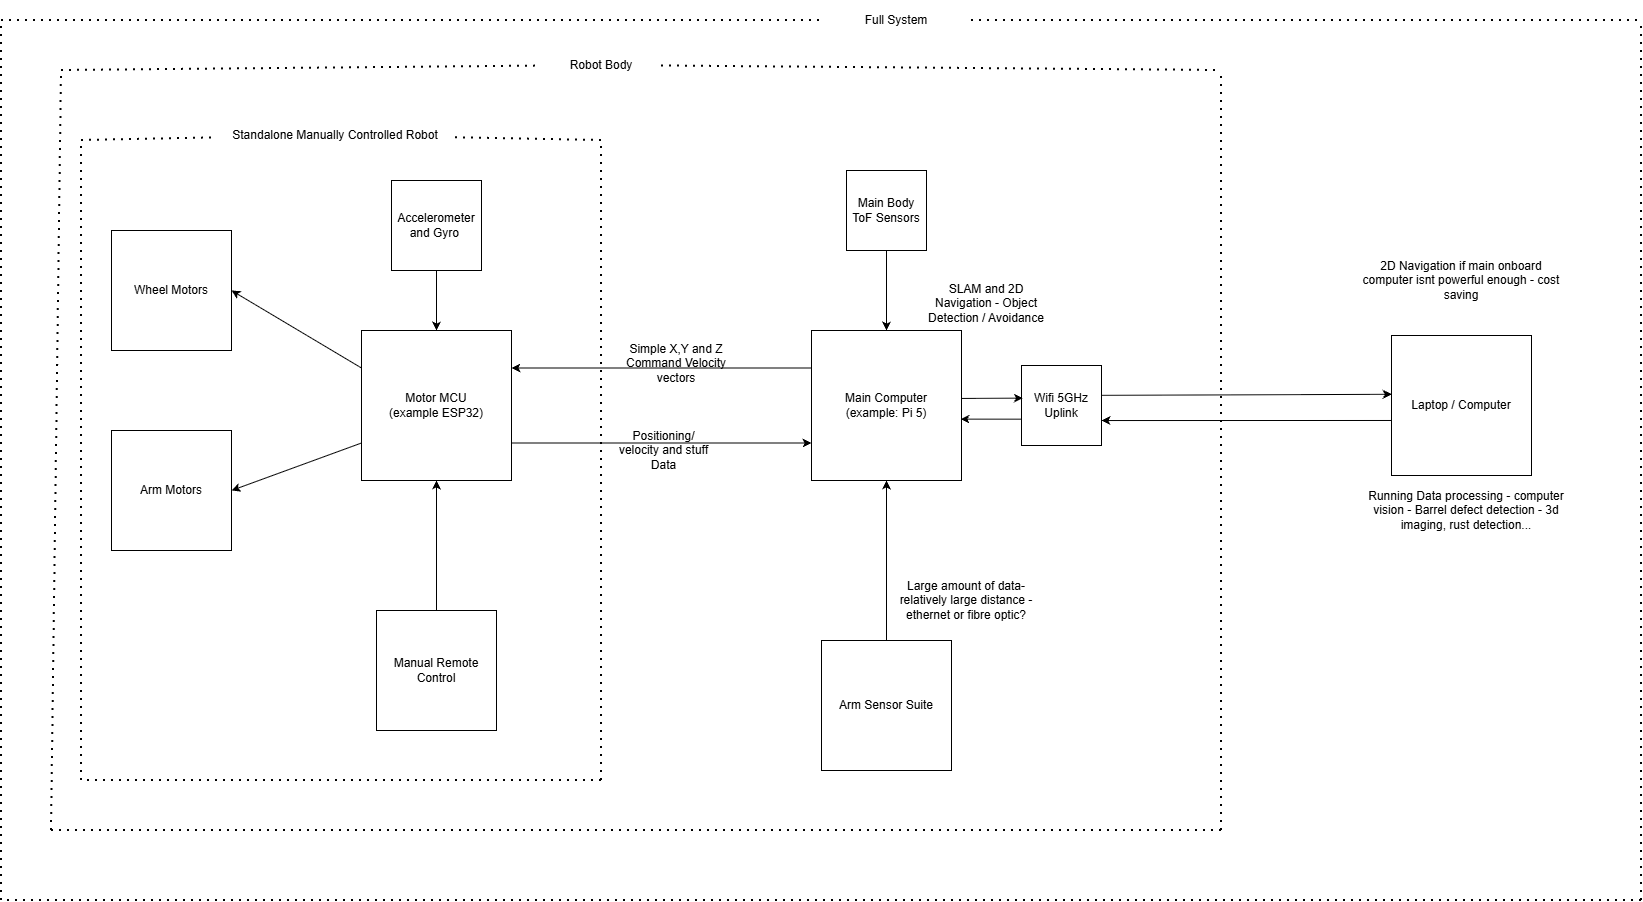 Full System
Robot Body
Standalone Manually Controlled Robot
Accelerometer
and Gyro
Wheel Motors
Motor MCU
(example ESP32)
Arm Motors
Manual Remote
Control
Simple X,Y and Z
Command Velocity
vectors
Positioning/
velocity and stuff
Data
Main Body
ToF Sensors
SLAM and 2D
Navigation - Object
Detection / Avoidance
Main Computer
(example: Pi 5)
Wifi 5GHz
Uplink
Large amount of data-
relatively large distance -
ethernet or fibre optic?
Arm Sensor Suite
2D Navigation if main onboard
computer isnt powerful enough - cost
saving
Laptop / Computer
Running Data processing - computer
vision - Barrel defect detection - 3d
imaging, rust detection...